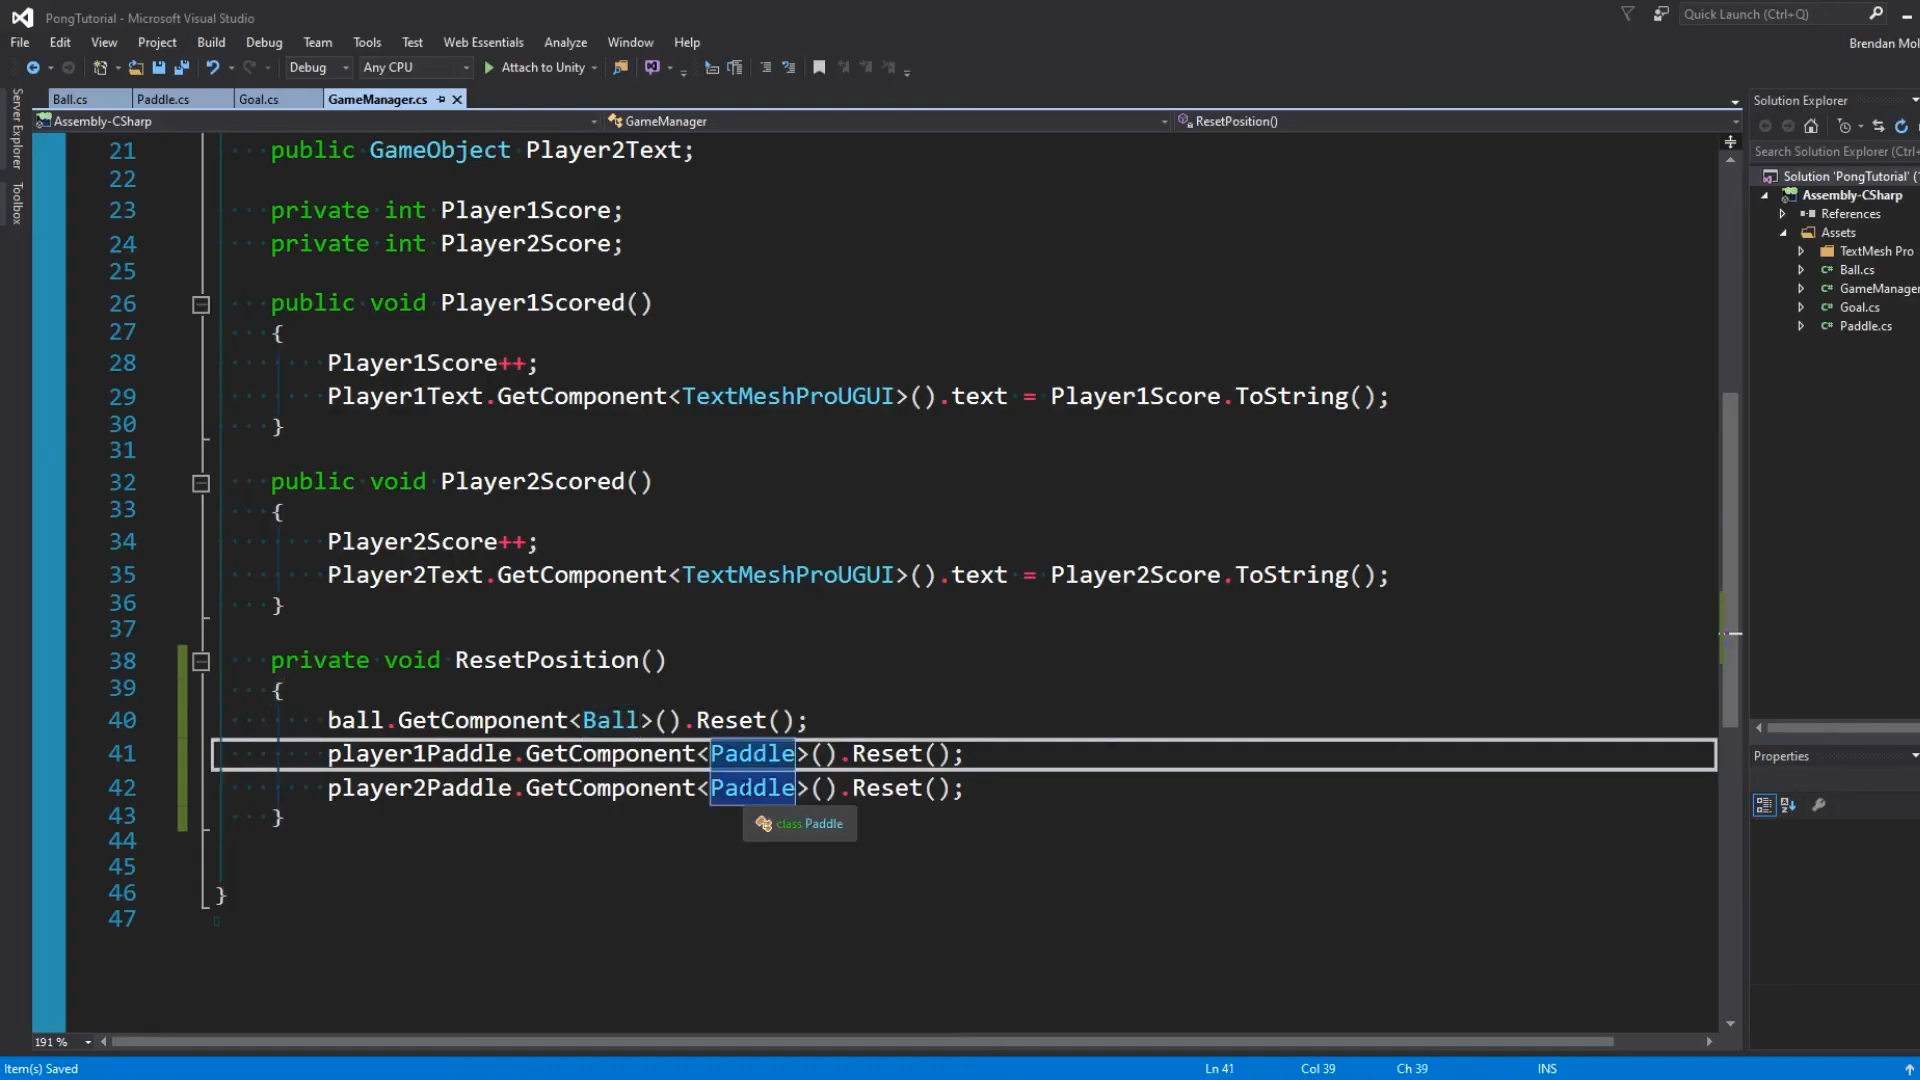 PongTutorial - Microsoft Visual Studio
Quick Launch (Ctrl+Q)
File Edit View Project Build Debug Team Tools Test Web Essentials Analyze Window Help
Brendan Mol
Debug Any CPU Attach to Unity
Server Explorer
Toolbox
Ball.cs Paddle.cs Goal.cs GameManager.cs
Assembly-CSharp GameManager ResetPosition()
21 public GameObject Player2Text;
22
23 private int Player1Score;
24 private int Player2Score;
25
26 public void Player1Scored()
27 {
28 Player1Score++;
29 Player1Text.GetComponent<TextMeshProUGUI>().text = Player1Score.ToString();
30 }
31
32 public void Player2Scored()
33 {
34 Player2Score++;
35 Player2Text.GetComponent<TextMeshProUGUI>().text = Player2Score.ToString();
36 }
37
38 private void ResetPosition()
39 {
40 ball.GetComponent<Ball>().Reset();
41 player1Paddle.GetComponent<Paddle>().Reset();
42 player2Paddle.GetComponent<Paddle>().Reset();
43 }
class Paddle
44
45
46 }
47
191 %
Solution Explorer
Search Solution Explorer (Ctrl+
Solution 'PongTutorial' (
Assembly-CSharp
References
Assets
TextMesh Pro
C# Ball.cs
C# GameManager
C# Goal.cs
C# Paddle.cs
Properties
Item(s) Saved Ln 41 Col 39 Ch 39 INS